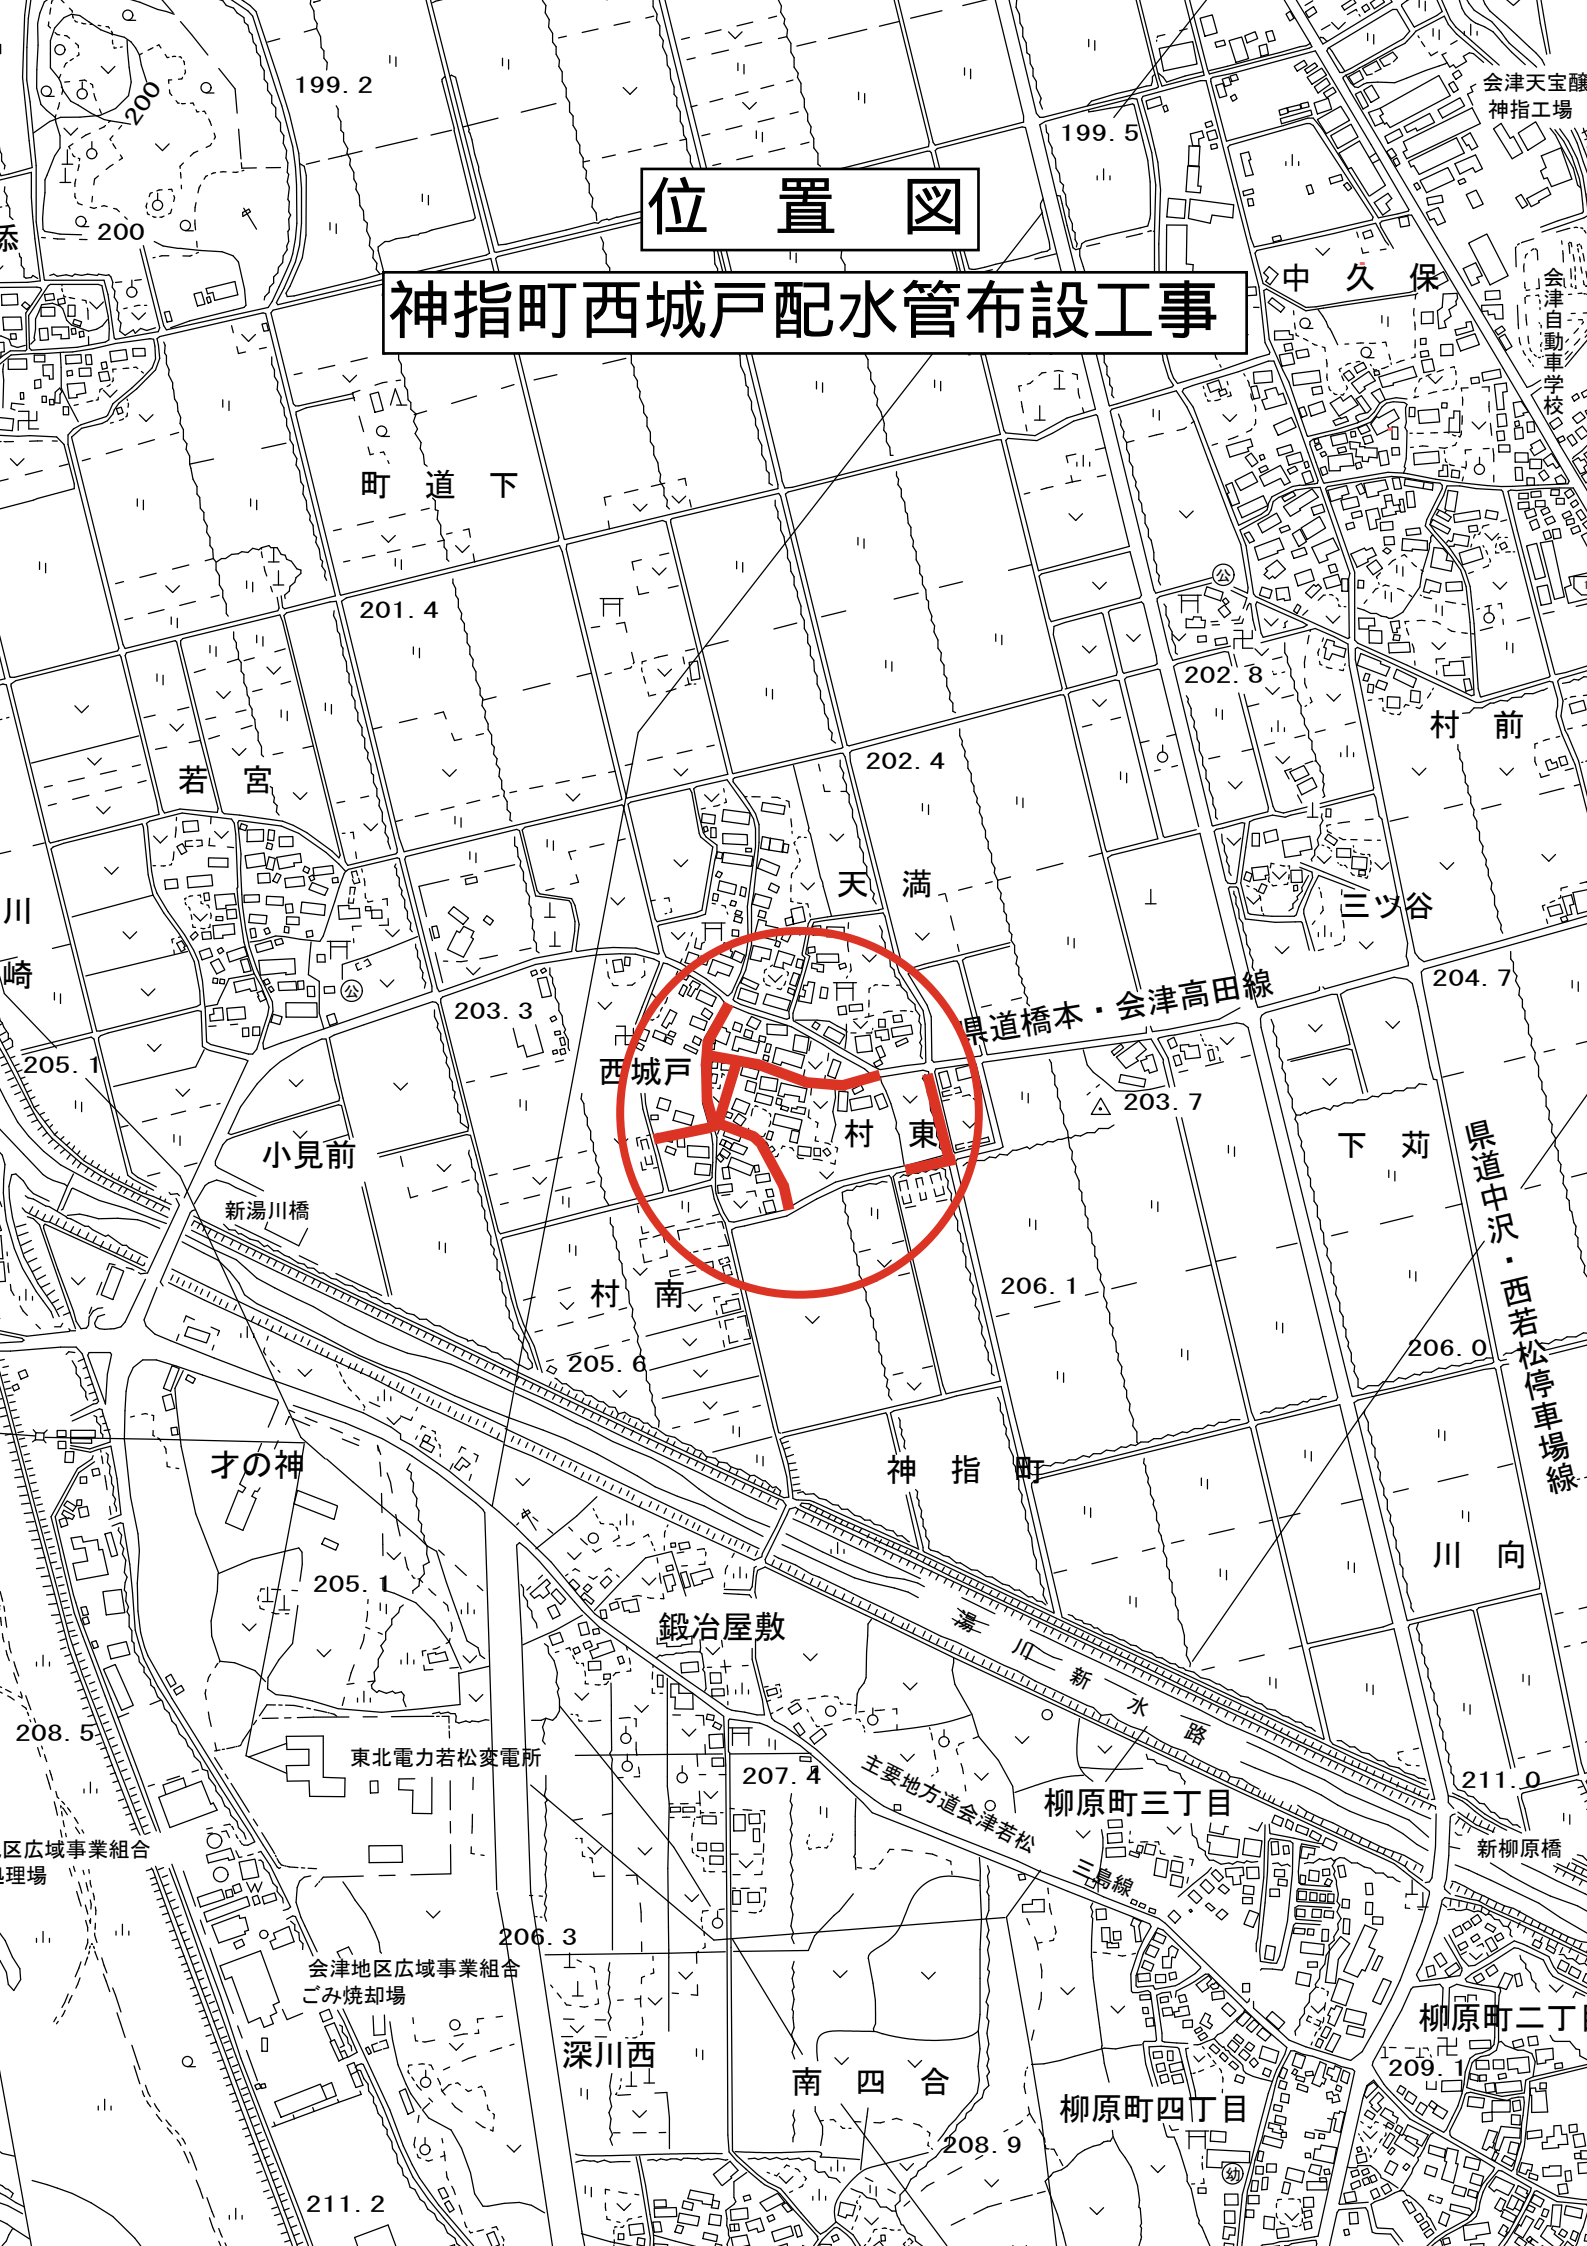 位 置 図
神指町西城戸配水管布設工事
199. 2
200
200
添
199. 5
会津天宝醸
神指工場
中 久 保
会津自動車学校
町 道 下
201. 4
公
202. 8
村 前
若 宮
202. 4
天 満
三ツ谷
川
崎
公
203. 3
県道橋本・会津高田線
204. 7
205. 1
西城戸
203. 7
小見前
村 東
下 苅
県道中沢・西若松停車場線
新湯川橋
村 南
206. 1
205. 6
206. 0
才の神
神 指 町
205. 1
川 向
鍛冶屋敷
湯川新水路
208. 5
東北電力若松変電所
207. 4
主要地方道会津若松
三島線
柳原町三丁目
211. 0
新柳原橋
区広域事業組合
処理場
206. 3
会津地区広域事業組合
ごみ焼却場
深川西
南 四 合
柳原町二丁目
209. 1
柳原町四丁目
208. 9
幼
211. 2